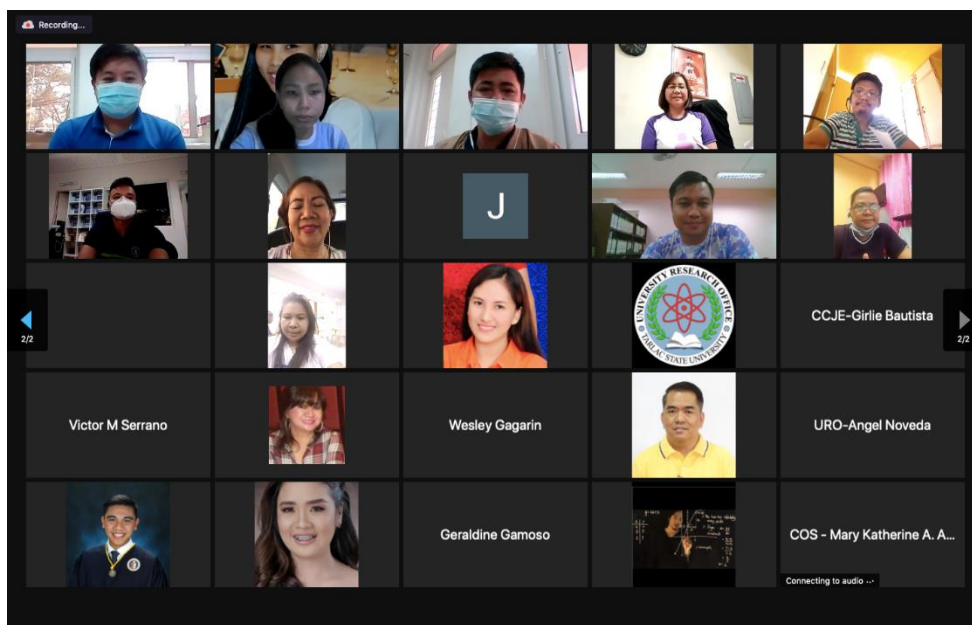 Recording...
J
UNIVERSITY RESEARCH OFFICE
TARLAC STATE UNIVERSITY
CCJE-Girlie Bautista
2/2
2/2
Victor M Serrano
Wesley Gagarin
URO-Angel Noveda
Geraldine Gamoso
COS - Mary Katherine A. A...
Connecting to audio ...